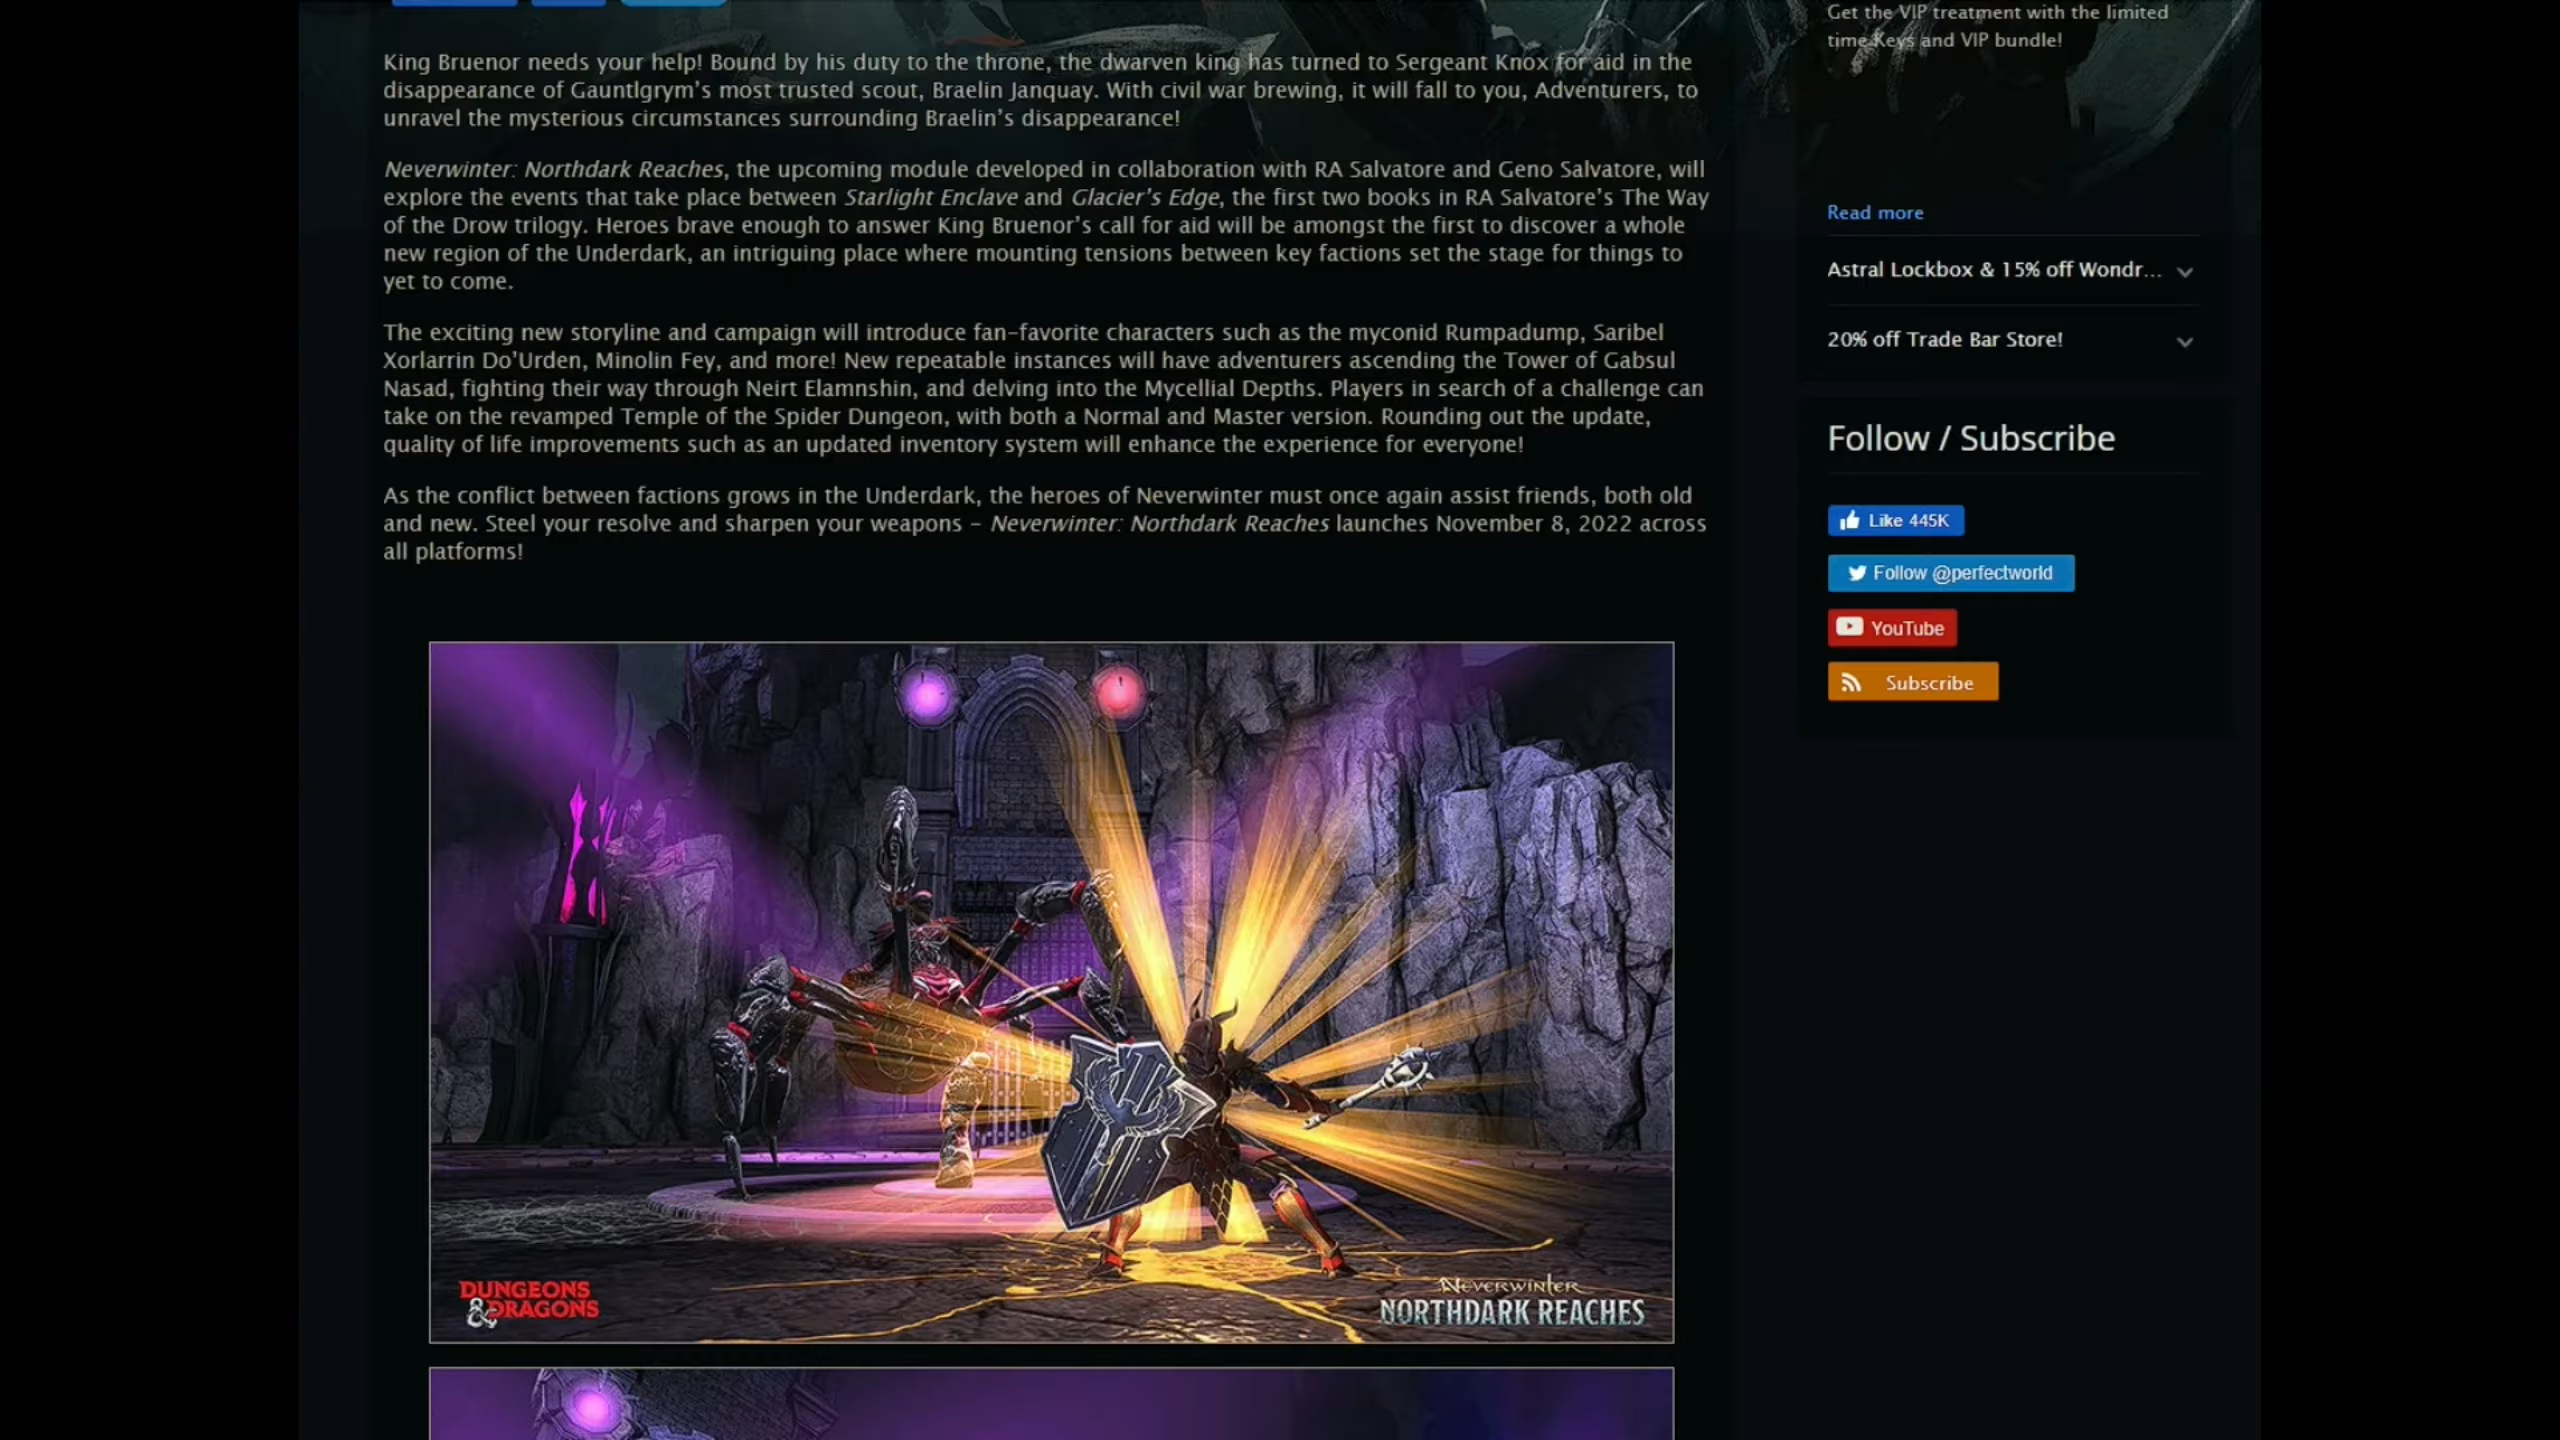 King Bruenor needs your help! Bound by his duty to the throne, the dwarven king has turned to Sergeant Knox for aid in the
disappearance of Gauntlgrym’s most trusted scout, Braelin Janquay. With civil war brewing, it will fall to you, Adventurers, to
unravel the mysterious circumstances surrounding Braelin’s disappearance!
Neverwinter: Northdark Reaches, the upcoming module developed in collaboration with RA Salvatore and Geno Salvatore, will
explore the events that take place between Starlight Enclave and Glacier’s Edge, the first two books in RA Salvatore’s The Way
of the Drow trilogy. Heroes brave enough to answer King Bruenor’s call for aid will be amongst the first to discover a whole
new region of the Underdark, an intriguing place where mounting tensions between key factions set the stage for things to
yet to come.
The exciting new storyline and campaign will introduce fan-favorite characters such as the myconid Rumpadump, Saribel
Xorlarrin Do’Urden, Minolin Fey, and more! New repeatable instances will have adventurers ascending the Tower of Gabsul
Nasad, fighting their way through Neirt Elamnshin, and delving into the Mycellial Depths. Players in search of a challenge can
take on the revamped Temple of the Spider Dungeon, with both a Normal and Master version. Rounding out the update,
quality of life improvements such as an updated inventory system will enhance the experience for everyone!
As the conflict between factions grows in the Underdark, the heroes of Neverwinter must once again assist friends, both old
and new. Steel your resolve and sharpen your weapons – Neverwinter: Northdark Reaches launches November 8, 2022 across
all platforms!
DUNGEONS
& DRAGONS
NEVERWINTER
NORTHDARK REACHES
Get the VIP treatment with the limited
time Keys and VIP bundle!
Read more
Astral Lockbox & 15% off Wondr...
20% off Trade Bar Store!
Follow / Subscribe
Like 445K
Follow @perfectworld
YouTube
Subscribe